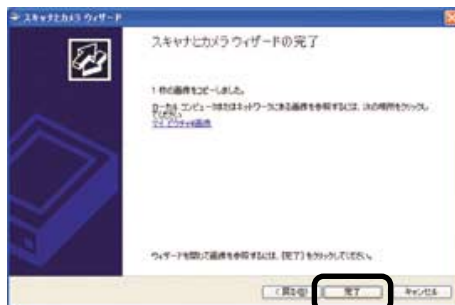 スキャナとカメラ ウィザード
スキャナとカメラ ウィザードの完了
1 枚の画像をコピーしました。
ローカル コンピュータまたはネットワークにある画像を参照するには、次の場所をクリックし
てください。
マイ ピクチャ
ウィザードを閉じて画像を参照するには、[完了] をクリックしてください。
< 戻る(B)
完了
キャンセル